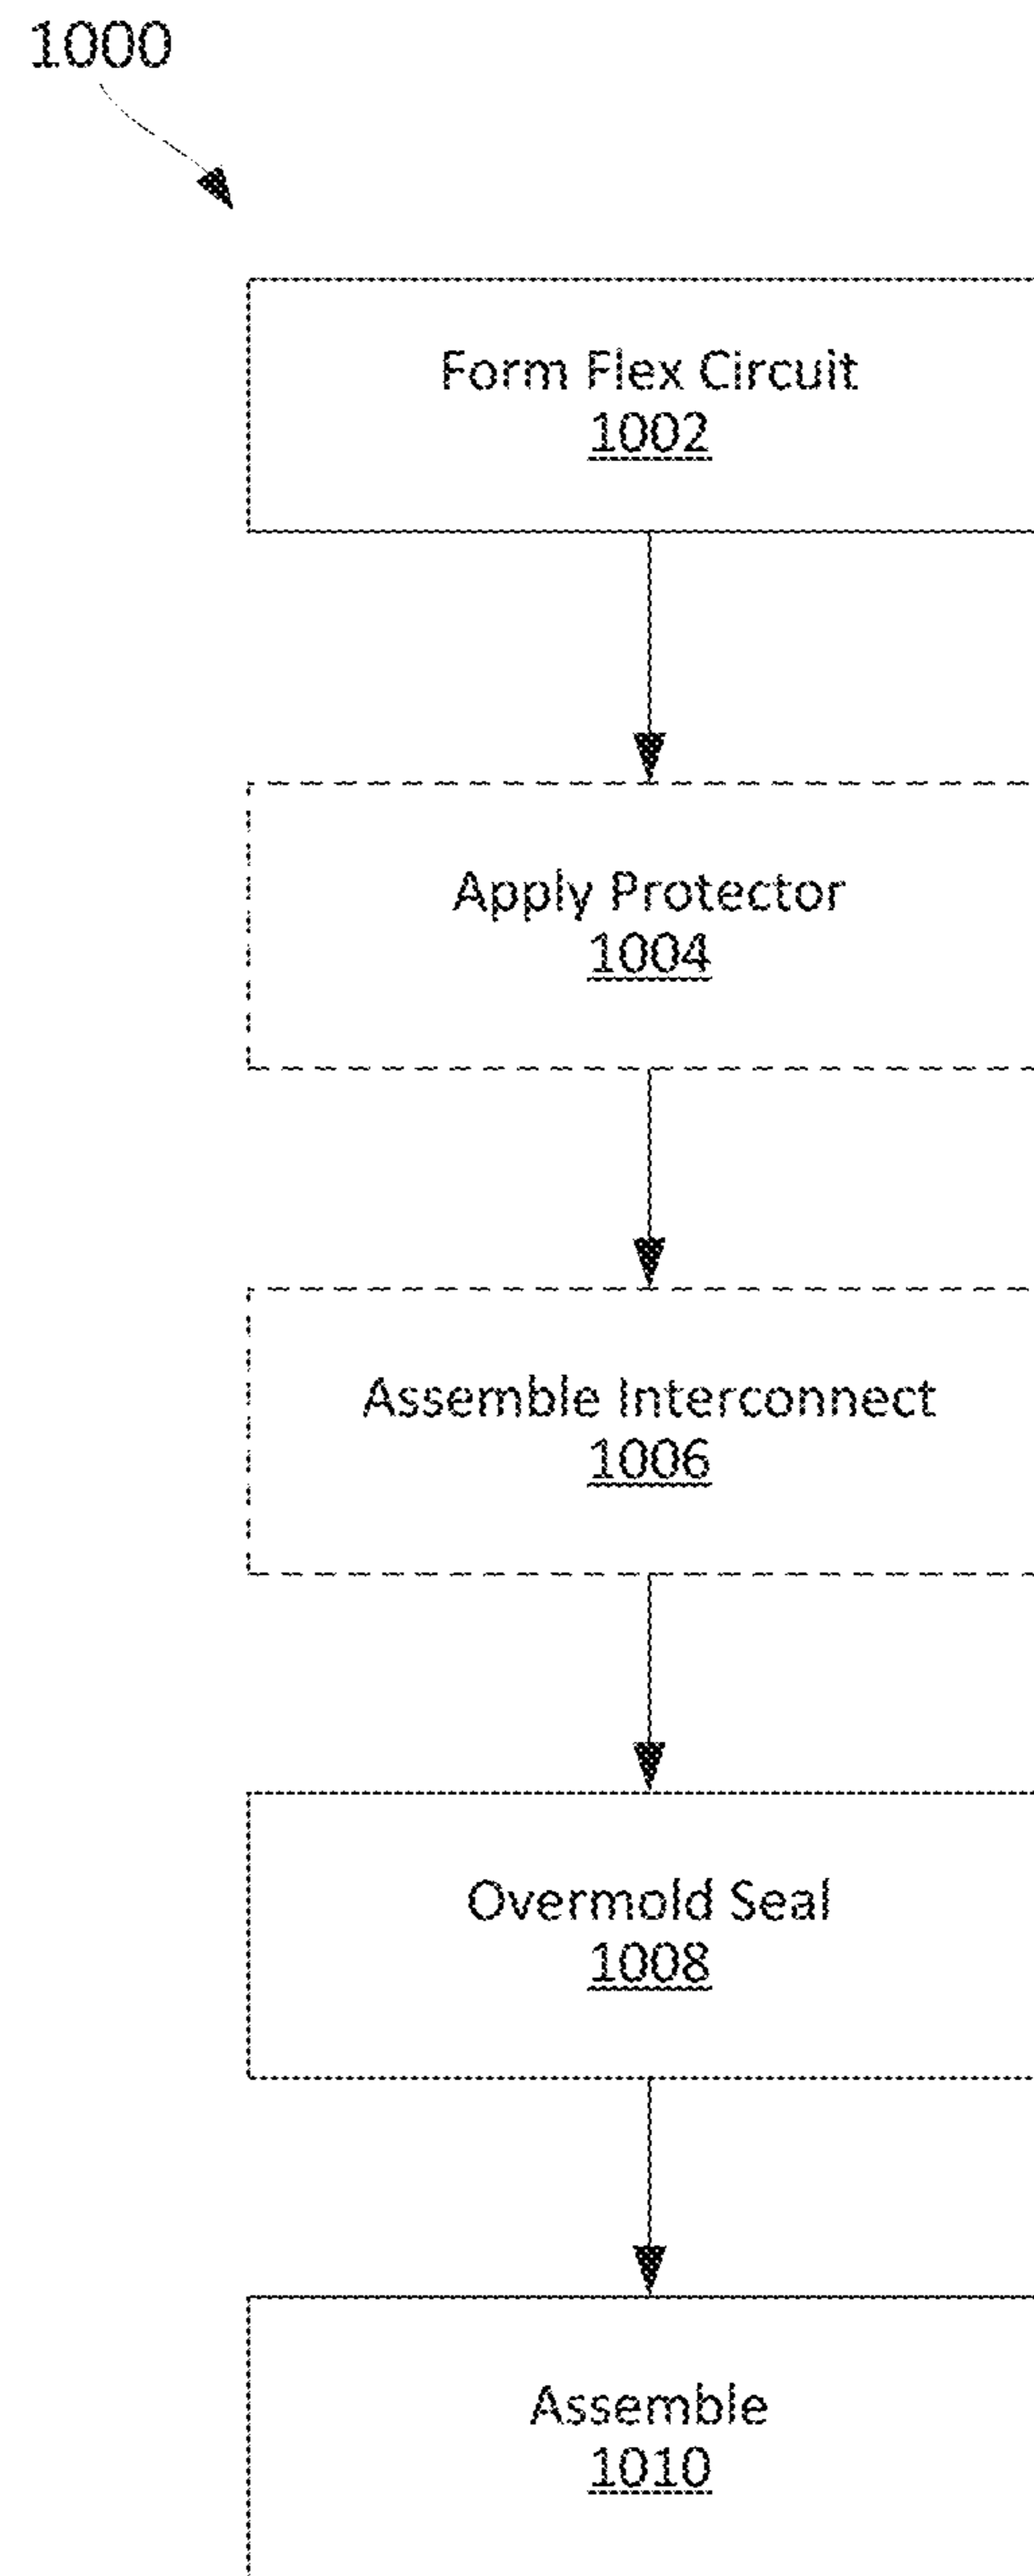 1000
Form Flex Circuit
1002
Apply Protector
1004
Assemble Interconnect
1006
Overmold Seal
1008
Assemble
1010